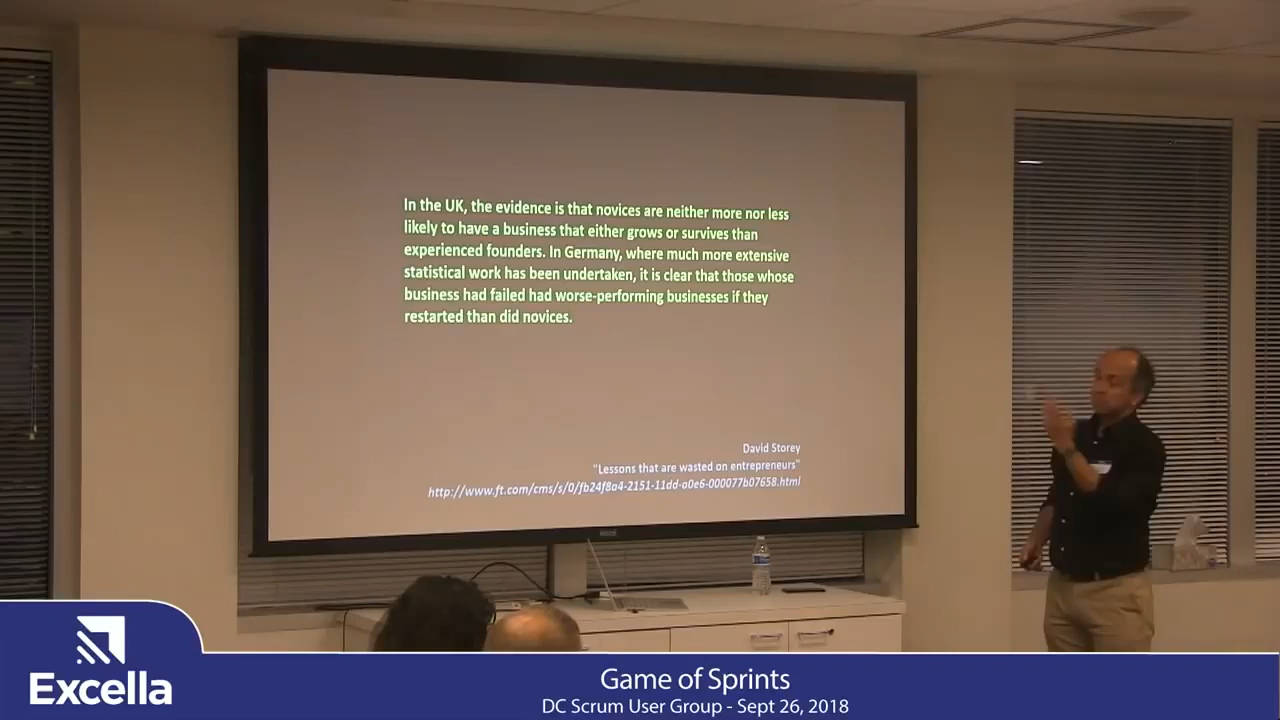 In the UK, the evidence is that novices are neither more nor less
likely to have a business that either grows or survives than
experienced founders. In Germany, where much more extensive
statistical work has been undertaken, it is clear that those whose
business had failed had worse-performing businesses if they
restarted than did novices.
David Storey
"Lessons that are wasted on entrepreneurs"
http://www.ft.com/cms/s/0/fb24f8a4-2151-11dd-a0e6-000077b07658.html
Excella
Game of Sprints
DC Scrum User Group - Sept 26, 2018